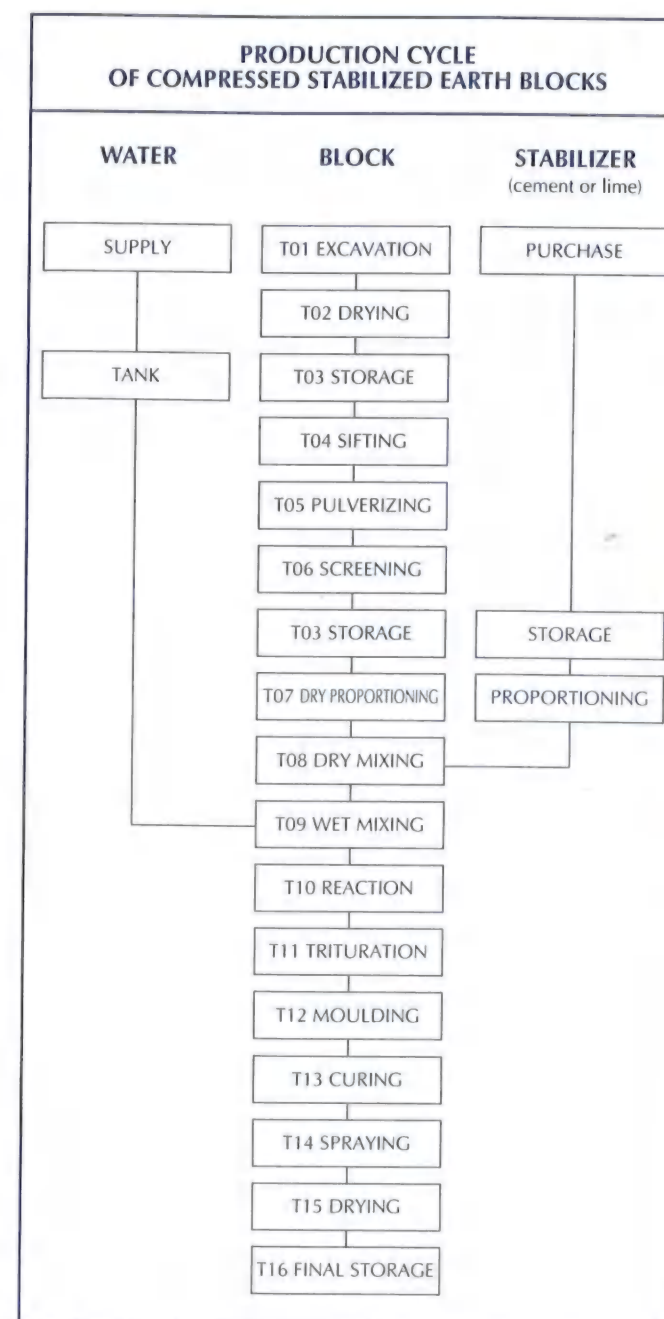 PRODUCTION CYCLE
OF COMPRESSED STABILIZED EARTH BLOCKS
WATER BLOCK STABILIZER
(cement or lime)
SUPPLY T01 EXCAVATION PURCHASE
T02 DRYING
TANK T03 STORAGE
T04 SIFTING
T05 PULVERIZING
T06 SCREENING
T03 STORAGE STORAGE
T07 DRY PROPORTIONING PROPORTIONING
T08 DRY MIXING
T09 WET MIXING
T10 REACTION
T11 TRITURATION
T12 MOULDING
T13 CURING
T14 SPRAYING
T15 DRYING
T16 FINAL STORAGE